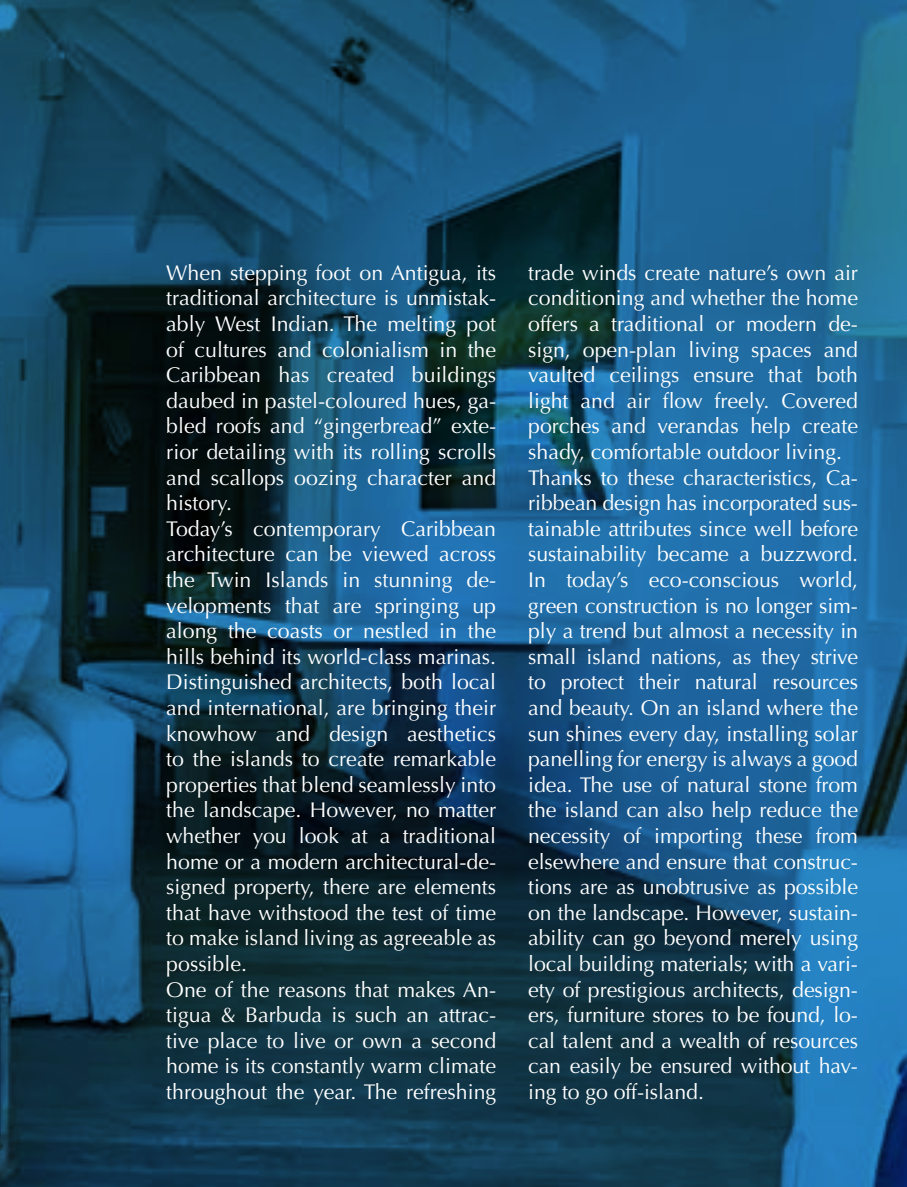 When stepping foot on Antigua, its
traditional architecture is unmistak-
ably West Indian. The melting pot
of cultures and colonialism in the
Caribbean has created buildings
daubed in pastel-coloured hues, ga-
bled roofs and “gingerbread” exte-
rior detailing with its rolling scrolls
and scallops oozing character and
history.
Today’s contemporary Caribbean
architecture can be viewed across
the Twin Islands in stunning de-
velopments that are springing up
along the coasts or nestled in the
hills behind its world-class marinas.
Distinguished architects, both local
and international, are bringing their
knowhow and design aesthetics
to the islands to create remarkable
properties that blend seamlessly into
the landscape. However, no matter
whether you look at a traditional
home or a modern architectural-de-
signed property, there are elements
that have withstood the test of time
to make island living as agreeable as
possible.
One of the reasons that makes An-
tigua & Barbuda is such an attrac-
tive place to live or own a second
home is its constantly warm climate
throughout the year. The refreshing
trade winds create nature’s own air
conditioning and whether the home
offers a traditional or modern de-
sign, open-plan living spaces and
vaulted ceilings ensure that both
light and air flow freely. Covered
porches and verandas help create
shady, comfortable outdoor living.
Thanks to these characteristics, Ca-
ribbean design has incorporated sus-
tainable attributes since well before
sustainability became a buzzword.
In today’s eco-conscious world,
green construction is no longer sim-
ply a trend but almost a necessity in
small island nations, as they strive
to protect their natural resources
and beauty. On an island where the
sun shines every day, installing solar
panelling for energy is always a good
idea. The use of natural stone from
the island can also help reduce the
necessity of importing these from
elsewhere and ensure that construc-
tions are as unobtrusive as possible
on the landscape. However, sustain-
ability can go beyond merely using
local building materials; with a vari-
ety of prestigious architects, design-
ers, furniture stores to be found, lo-
cal talent and a wealth of resources
can easily be ensured without hav-
ing to go off-island.